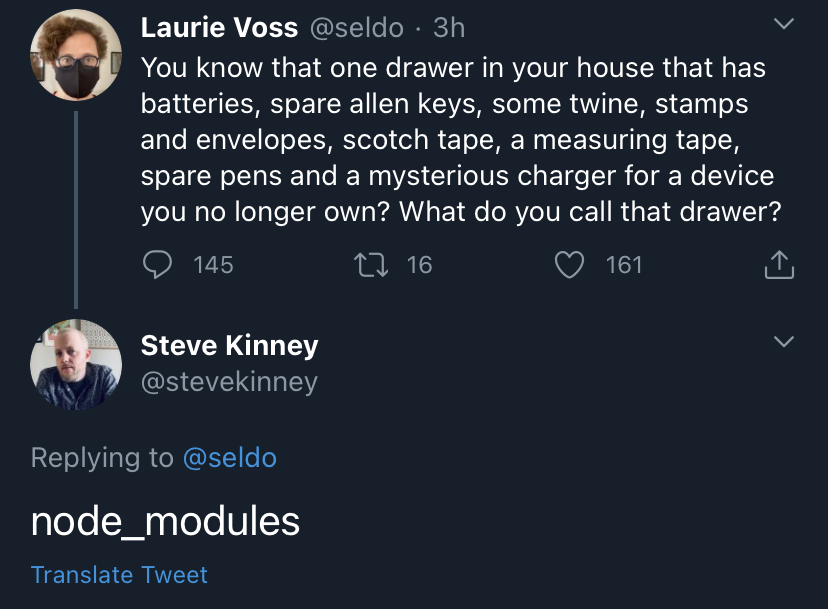 Laurie Voss @seldo · 3h
You know that one drawer in your house that has
batteries, spare allen keys, some twine, stamps
and envelopes, scotch tape, a measuring tape,
spare pens and a mysterious charger for a device
you no longer own? What do you call that drawer?
145 16 161
Steve Kinney
@stevekinney
Replying to @seldo
node_modules
Translate Tweet